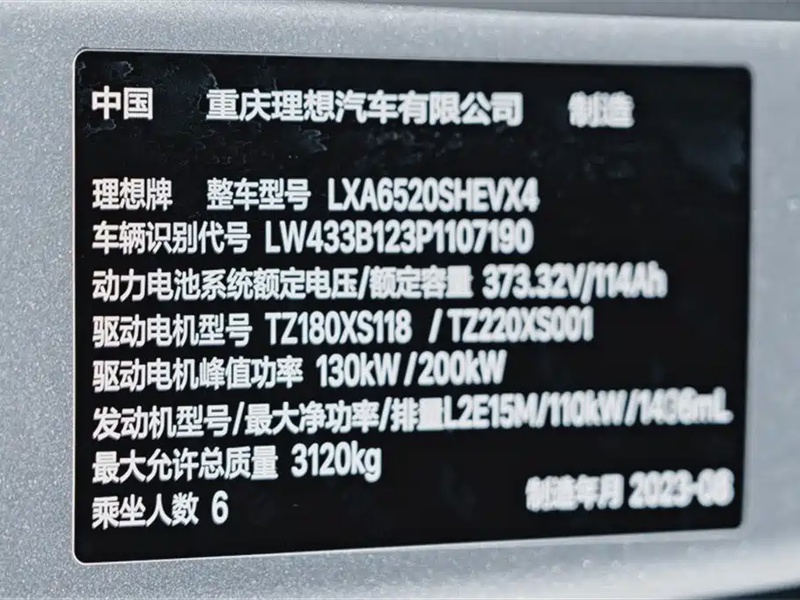 中国 重庆理想汽车有限公司 制造
理想牌 整车型号 LXA6520SHEVX4
车辆识别代号 LW433B123P1107190
动力电池系统额定电压/额定容量 373.32V/114Ah
驱动电机型号 TZ180XS118 / TZ220XS001
驱动电机峰值功率 130kW / 200kW
发动机型号/最大净功率/排量 L2E15M/110kW/1496mL
最大允许总质量 3120kg
乘坐人数 6 制造年月 2023-08